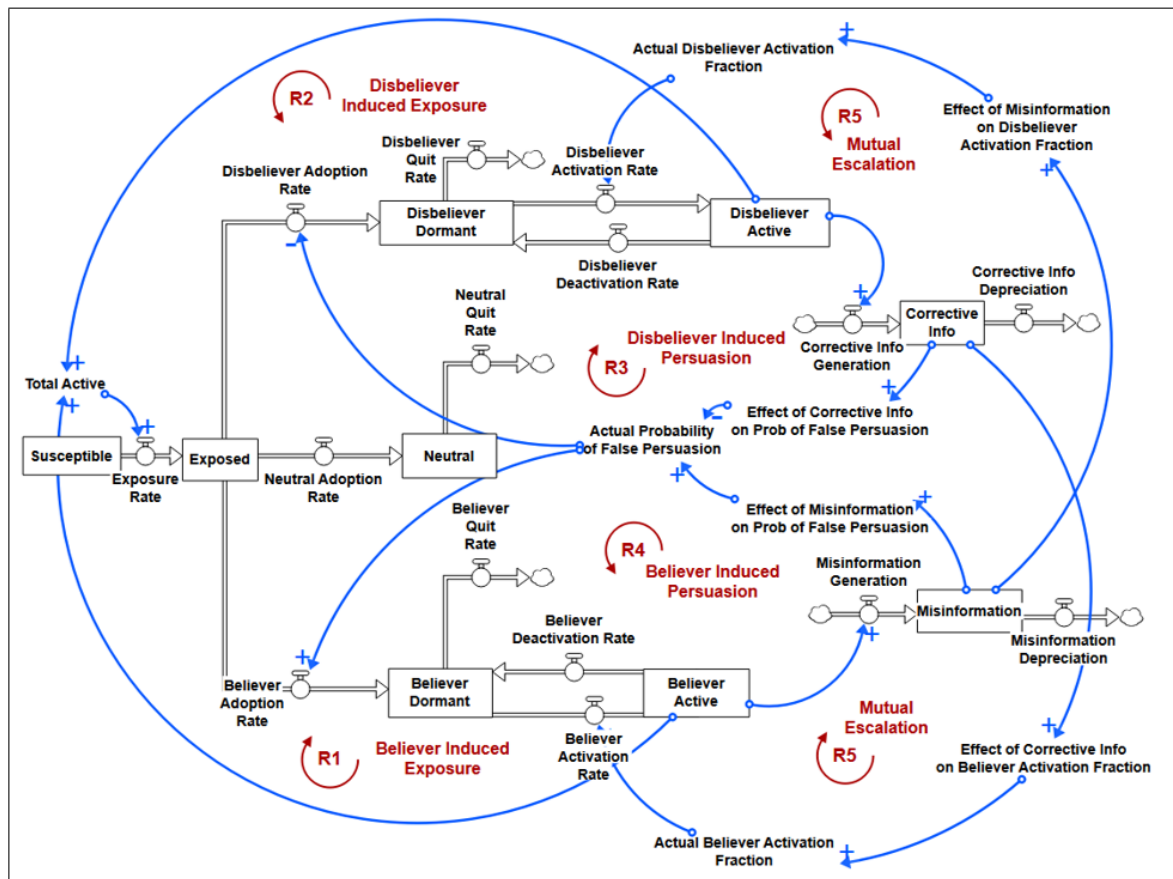 Actual Disbeliever Activation
Fraction
R2
Disbeliever
Induced Exposure
R5
Mutual
Escalation
Effect of Misinformation
on Disbeliever
Activation Fraction
Disbeliever
Quit
Rate
Disbeliever
Activation Rate
Disbeliever Adoption
Rate
Disbeliever
Dormant
Disbeliever
Active
Disbeliever
Deactivation Rate
Corrective Info
Depreciation
Neutral
Quit
Rate
Corrective
Info
Corrective Info
Generation
Disbeliever Induced
Persuasion
R3
Total Active
Effect of Corrective Info
on Prob of False Persuasion
Actual Probability
of False Persuasion
Susceptible
Exposed
Neutral
Exposure
Rate
Neutral Adoption
Rate
Believer
Quit
Rate
Effect of Misinformation
on Prob of False Persuasion
R4
Believer Induced
Persuasion
Misinformation
Generation
Misinformation
Misinformation
Depreciation
Believer
Deactivation Rate
Believer
Adoption
Rate
Believer
Dormant
Believer
Active
Believer
Activation
Rate
R1
Believer Induced
Exposure
Mutual
Escalation
R5
Effect of Corrective Info
on Believer Activation Fraction
Actual Believer Activation
Fraction